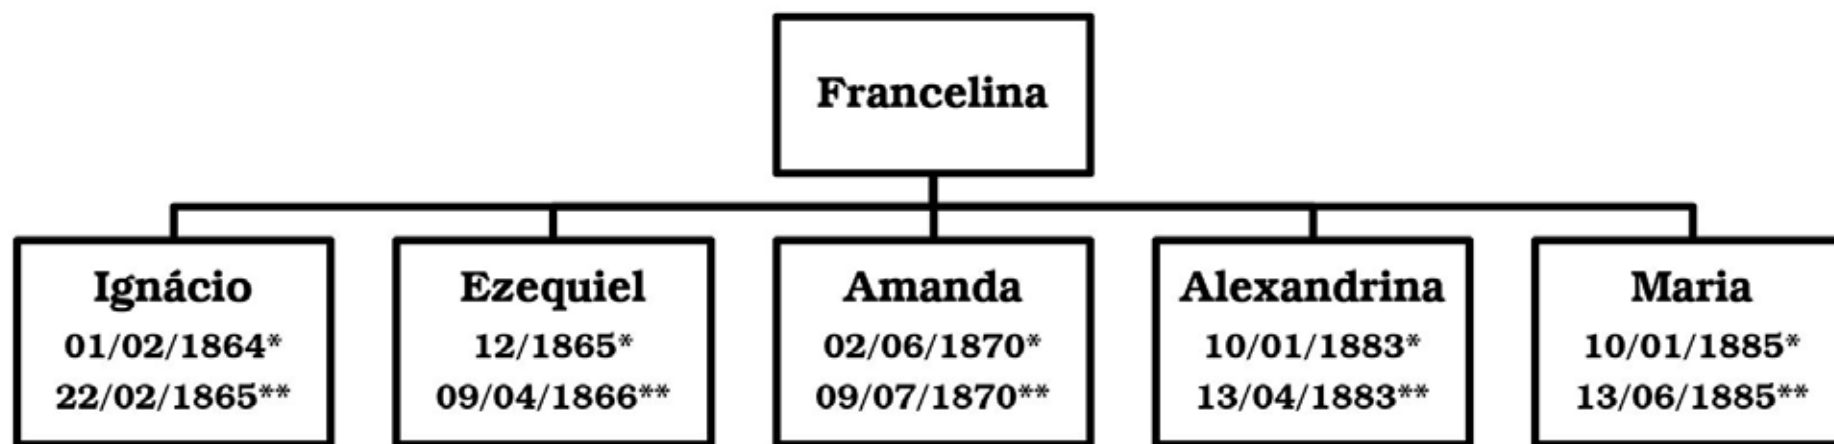 Francelina
Ignácio
01/02/1864*
22/02/1865**
Ezequiel
12/1865*
09/04/1866**
Amanda
02/06/1870*
09/07/1870**
Alexandrina
10/01/1883*
13/04/1883**
Maria
10/01/1885*
13/06/1885**